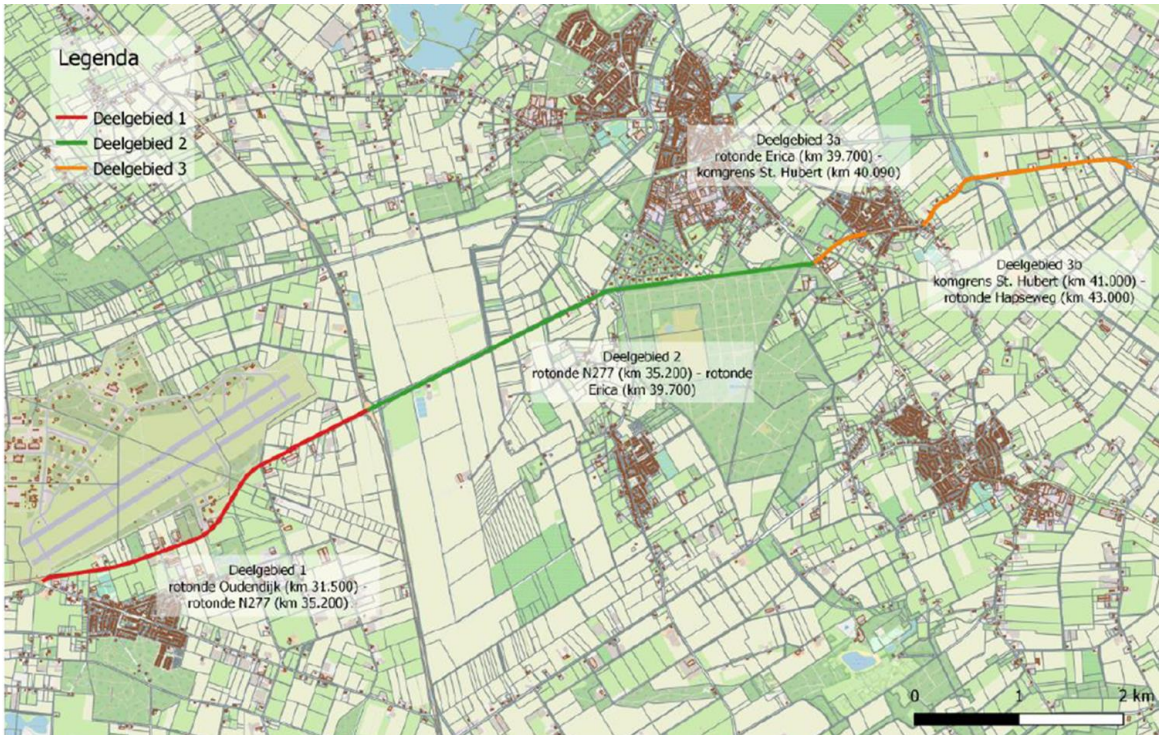 Legenda
Deelgebied 1
Deelgebied 2
Deelgebied 3
Deelgebied 3a
rotonde Erica (km 39.700) -
komgrens St. Hubert (km 40.090)
Deelgebied 3b
komgrens St. Hubert (km 41.000) -
rotonde Hapseweg (km 43.000)
Deelgebied 2
rotonde N277 (km 35.200) - rotonde
Erica (km 39.700)
Deelgebied 1
rotonde Oudendijk (km 31.500) -
rotonde N277 (km 35.200)
0 1 2 km